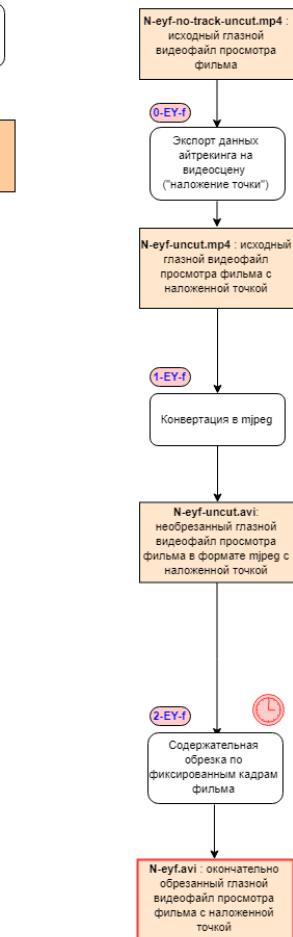 N-eyf-no-track-uncut.mp4 :
исходный глазной
видеофайл просмотра
фильма
0-EY-f
Экспорт данных
айтрекинга на
видеосцену
("наложение точки")
N-eyf-uncut.mp4 : исходный
глазной видеофайл
просмотра фильма с
наложенной точкой
1-EY-f
Конвертация в mjpeg
N-eyf-uncut.avi:
необрезанный глазной
видеофайл просмотра
фильма в формате mjpeg с
наложенной точкой
2-EY-f
Содержательная
обрезка по
фиксированным кадрам
фильма
N-eyf.avi : окончательно
обрезанный глазной
видеофайл просмотра
фильма с наложенной
точкой